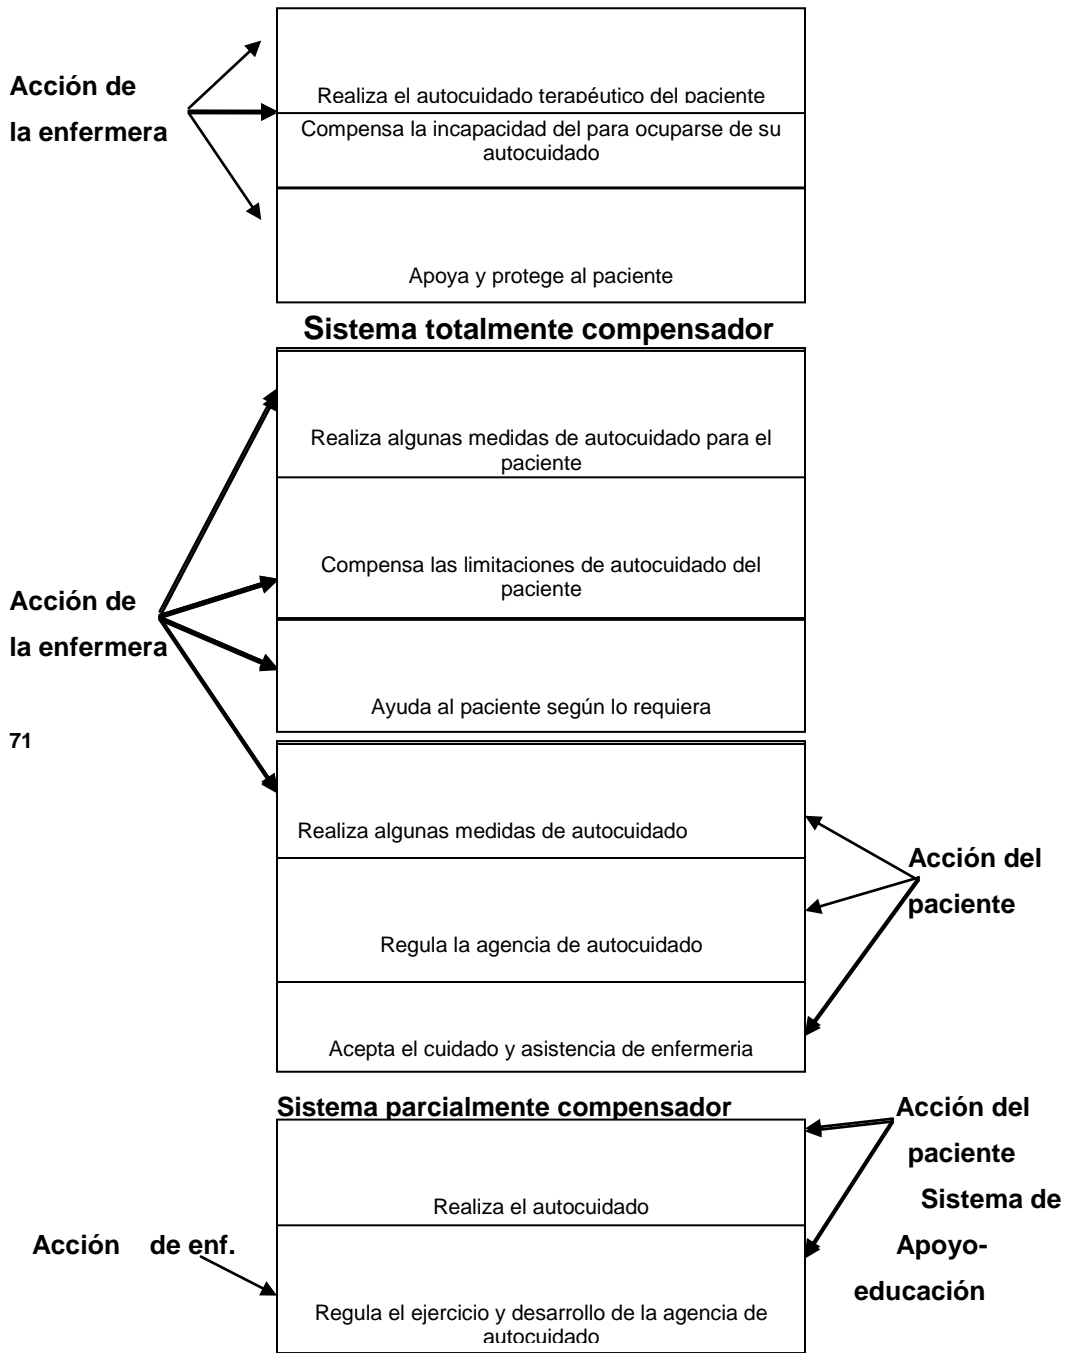 Acción de
la enfermera
Realiza el autocuidado terapéutico del paciente
Compensa la incapacidad del para ocuparse de su
autocuidado
Apoya y protege al paciente
Sistema totalmente compensador
Realiza algunas medidas de autocuidado para el
paciente
Compensa las limitaciones de autocuidado del
paciente
Acción de
la enfermera
Ayuda al paciente según lo requiera
71
Realiza algunas medidas de autocuidado
Acción del
paciente
Regula la agencia de autocuidado
Acepta el cuidado y asistencia de enfermeria
Sistema parcialmente compensador
Acción del
paciente
Realiza el autocuidado
Sistema de
Apoyo-
educación
Acción de enf.
Regula el ejercicio y desarrollo de la agencia de
autocuidado